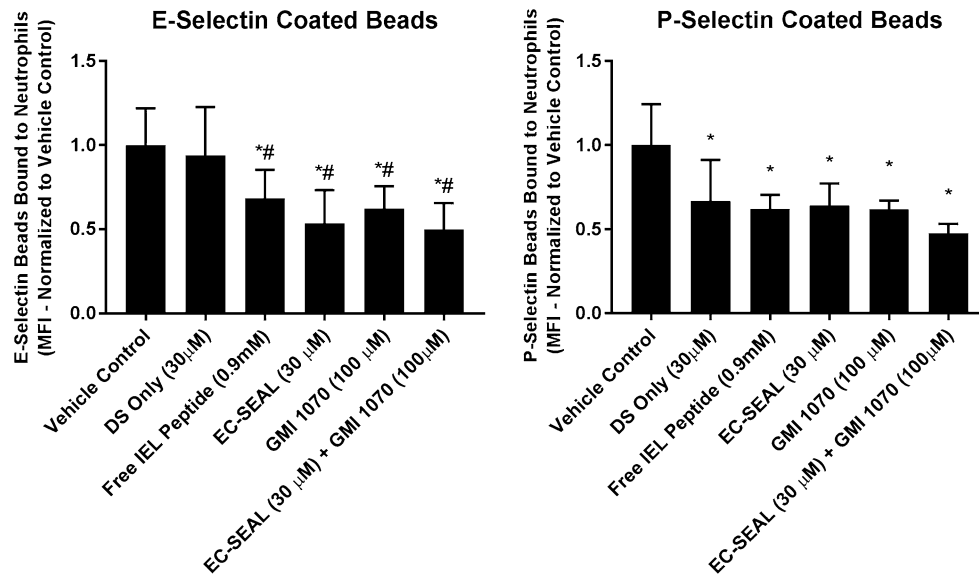 E-Selectin Coated Beads
E-Selectin Beads Bound to Neutrophils
(MFI - Normalized to Vehicle Control)
1.5
1.0
0.5
0.0
*#
*#
*#
*#
Vehicle Control
DS Only (30μM)
Free IEL Peptide (0.9mM)
EC-SEAL (30 μM)
GMI 1070 (100 μM)
EC-SEAL (30 μM) + GMI 1070 (100μM)
P-Selectin Coated Beads
P-Selectin Beads Bound to Neutrophils
(MFI - Normalized to Vehicle Control)
1.5
1.0
0.5
0.0
*
*
*
*
*
Vehicle Control
DS Only (30μM)
Free IEL Peptide (0.9mM)
EC-SEAL (30 μM)
GMI 1070 (100 μM)
EC-SEAL (30 μM) + GMI 1070 (100μM)